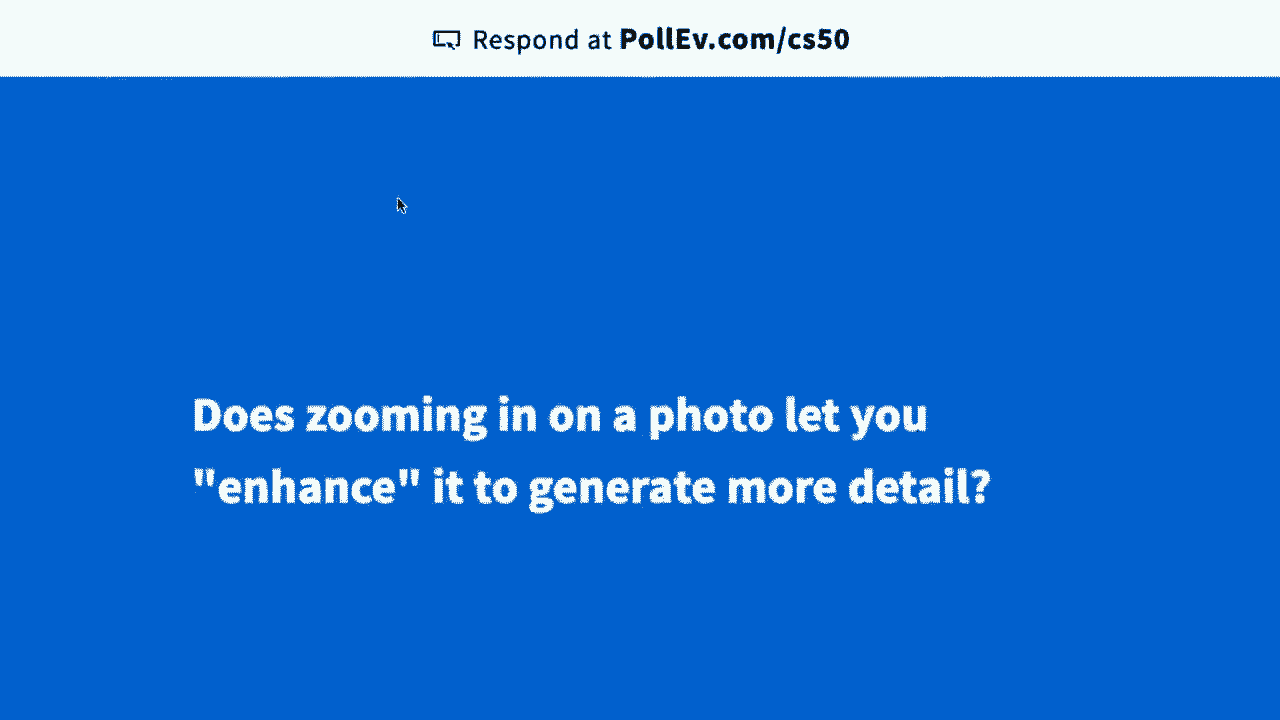 Respond at PollEv.com/cs50
Does zooming in on a photo let you
"enhance" it to generate more detail?